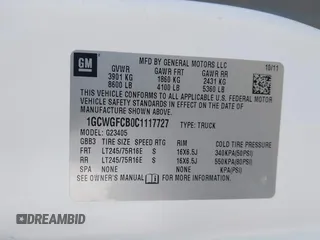 GM
MFD BY GENERAL MOTORS LLC
10/11
GVWR GAWR FRT GAWR RR
3901 KG 1860 KG 2431 KG
8600 LB 4100 LB 5360 LB
THIS VEHICLE CONFORMS TO ALL APPLICABLE U.S. FEDERAL MOTOR VEHICLE SAFETY STANDARDS IN EFFECT ON THE DATE OF MANUFACTURE SHOWN ABOVE.
1GCWGFCB0C1117727 TYPE: TRUCK
MODEL: G23405
GBB3 TIRE SIZE SPEED RTG RIM COLD TIRE PRESSURE
FRT LT245/75R16E S 16X6.5J 340KPA(50PSI)
RR LT245/75R16E S 16X6.5J 550KPA(80PSI)
SPA NONE NONE KPA(PSI)
SEE OWNER'S MANUAL FOR ADDITIONAL INFORMATION.
DREAMBID